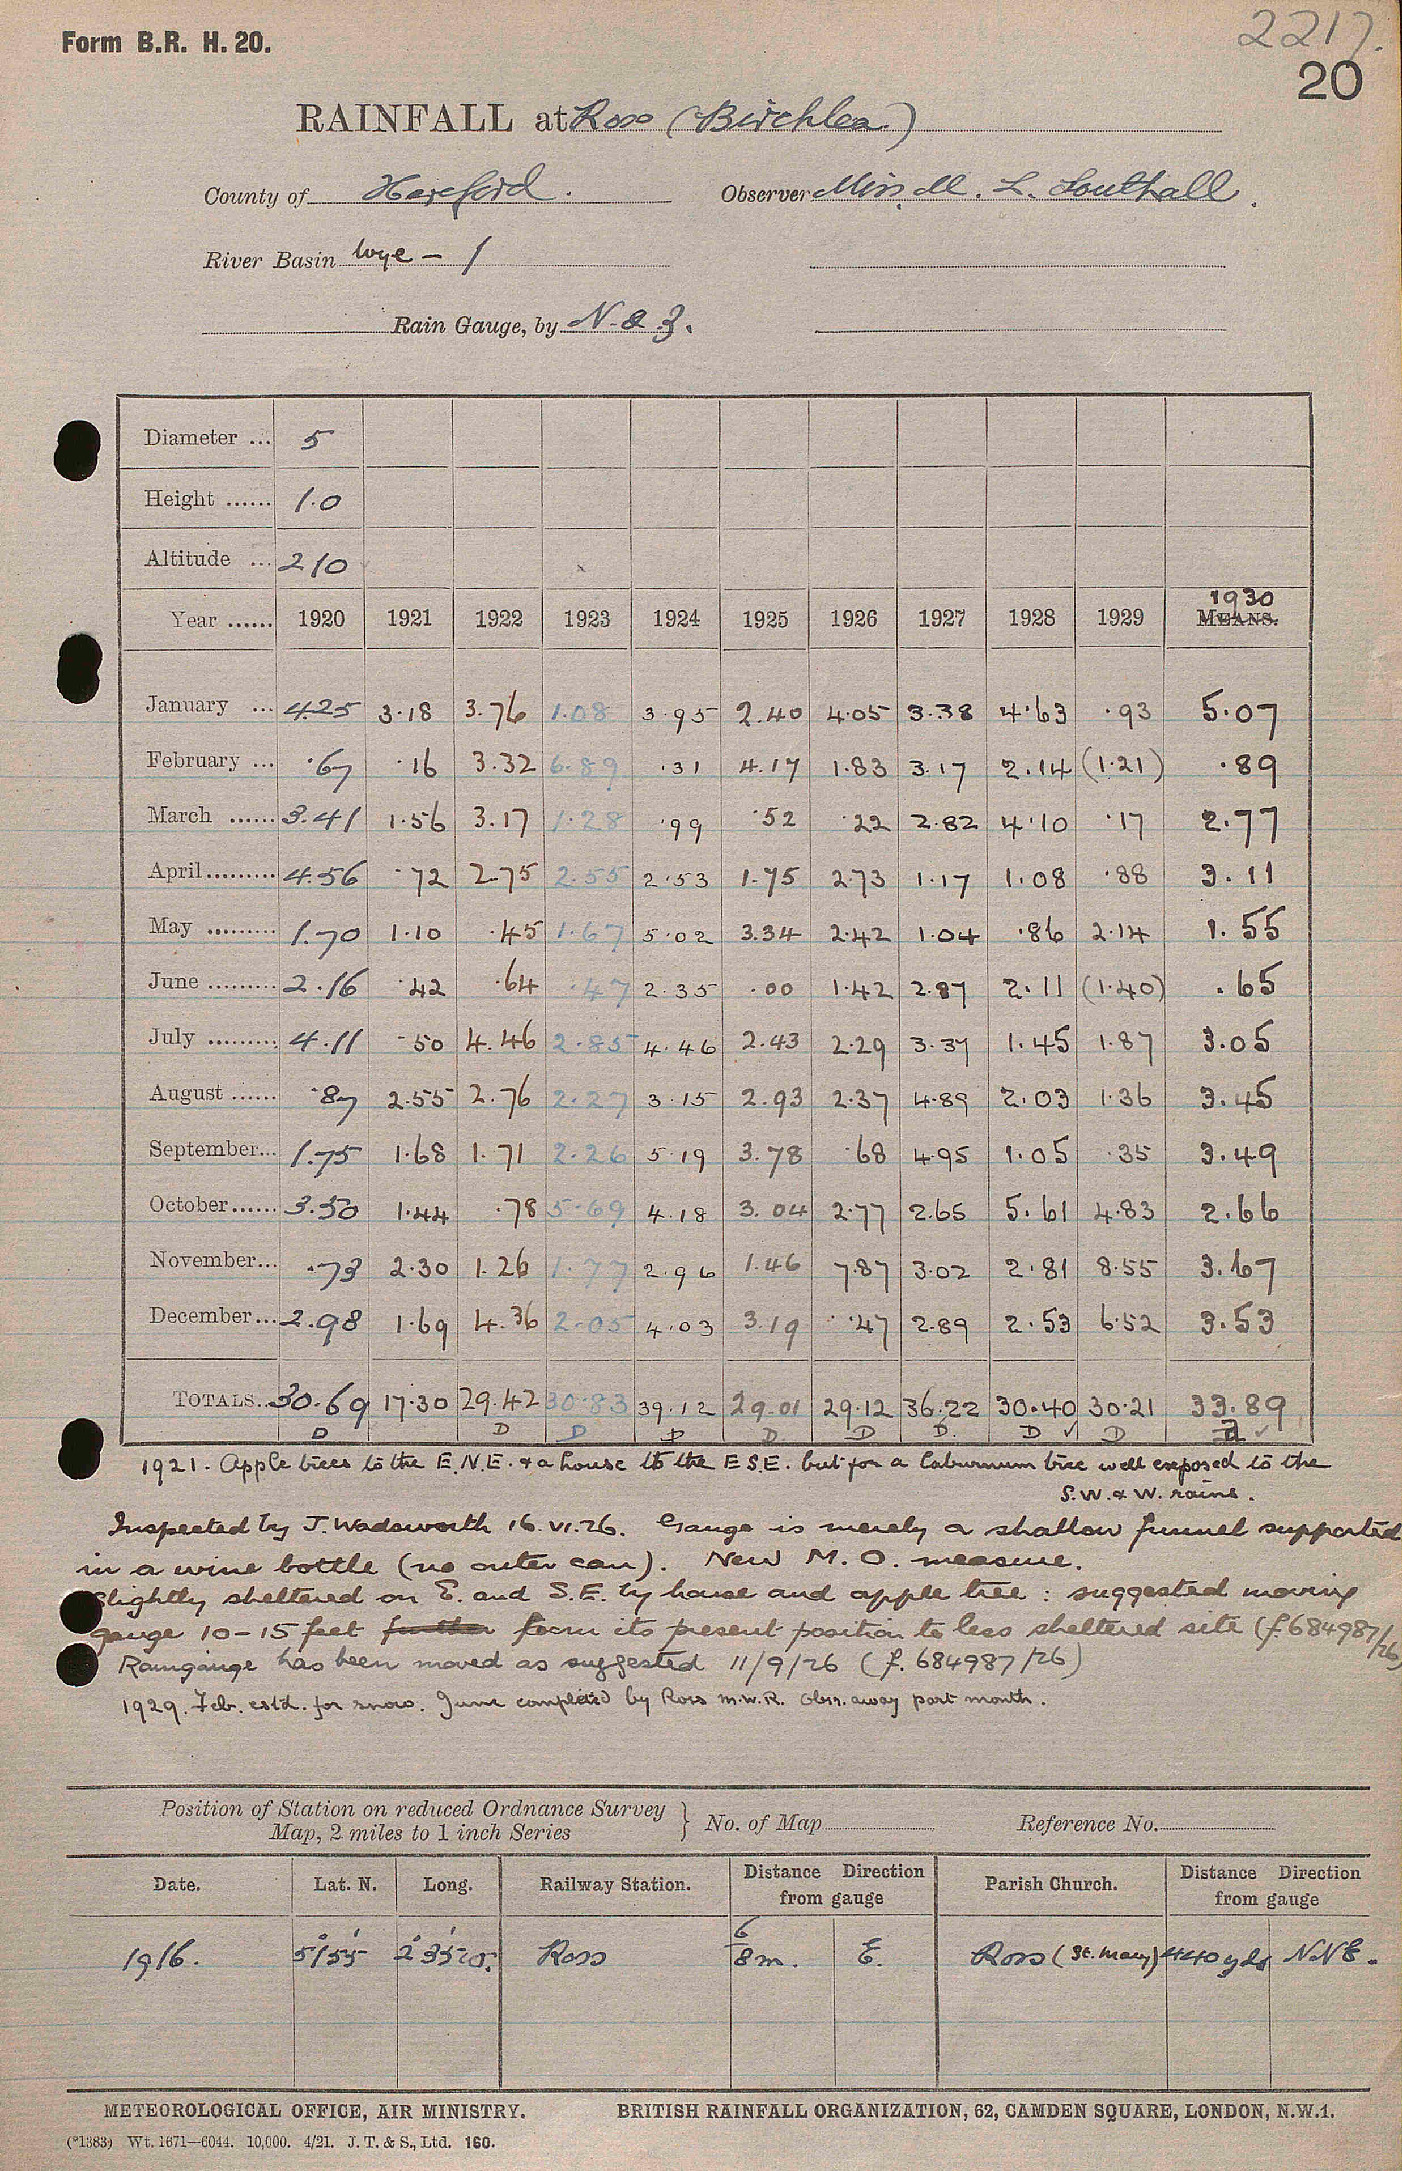 2217.
Form B.R. H. 20.
20
RAINFALL at Ross (Birchlea)
County of Hereford. Observer Miss M. L. Southall.
River Basin Wye - 1
Rain Gauge, by N. & Z.
Diameter ... 5
Height ...... 1.0
Altitude ... 210
1930
Year ...... 1920 1921 1922 1923 1924 1925 1926 1927 1928 1929 MEANS.
January ... 4.25 3.18 3.76 1.08 3.95 2.40 4.05 3.38 4.63 .93 5.07
February ... .67 .16 3.32 6.89 .31 4.17 1.83 3.17 2.14 (1.21) .89
March ...... 3.41 1.56 3.17 1.28 .99 .52 .22 2.82 4.10 .17 2.77
April......... 4.56 .72 2.75 2.55 2.53 1.75 2.73 1.17 1.08 .88 3.11
May ......... 1.70 1.10 .45 1.67 5.02 3.34 2.42 1.04 .86 2.14 1.55
June ......... 2.16 .42 .64 .47 2.35 .00 1.42 2.87 2.11 (1.40) .65
July ......... 4.11 .50 4.46 2.85 4.46 2.43 2.29 3.37 1.45 1.87 3.05
August ...... .87 2.55 2.76 2.27 3.15 2.93 2.37 4.89 2.03 1.36 3.45
September... 1.75 1.68 1.71 2.26 5.19 3.78 .68 4.95 1.05 .35 3.49
October...... 3.50 1.44 .78 5.69 4.18 3.04 2.77 2.65 5.61 4.83 2.66
November... .73 2.30 1.26 1.77 2.96 1.46 7.87 3.02 2.81 8.55 3.67
December... 2.98 1.69 4.36 2.05 4.03 3.19 .47 2.89 2.53 6.52 3.53
TOTALS.. 30.69 17.30 29.42 30.83 39.12 29.01 29.12 36.22 30.40 30.21 33.89
D D D D D D D D ✓ D ✓
1921. Apple trees to the E.N.E. & a house to the E.S.E. but for a laburnum tree well exposed to the
S.W. & W. rains.
Inspected by J. Wadsworth 16.VI.26. Gauge is merely a shallow funnel supported
in a wine bottle (no outer can). New M.O. measure.
Slightly sheltered on E. and S.E. by house and apple tree: suggested moving
gauge 10-15 feet further from its present position to less sheltered site (f.684987/26)
Raingauge has been moved as suggested 11/9/26 (f. 684987/26)
1929. Feb. estd. for snow. June completed by Ross M.W.R. Obsr. away part month.
Position of Station on reduced Ordnance Survey
Map, 2 miles to 1 inch Series } No. of Map Reference No.
Date. Lat. N. Long. Railway Station. Distance Direction from gauge Parish Church. Distance Direction from gauge
1916. 51°55' 2°35' Ross 6/8 m. E. Ross (St. Mary) 440 yds N.N.E.
METEOROLOGICAL OFFICE, AIR MINISTRY. BRITISH RAINFALL ORGANIZATION, 62, CAMDEN SQUARE, LONDON, N.W.1.
(*1383) Wt. 1671—6044. 10,000. 4/21. J. T. & S., Ltd. 160.